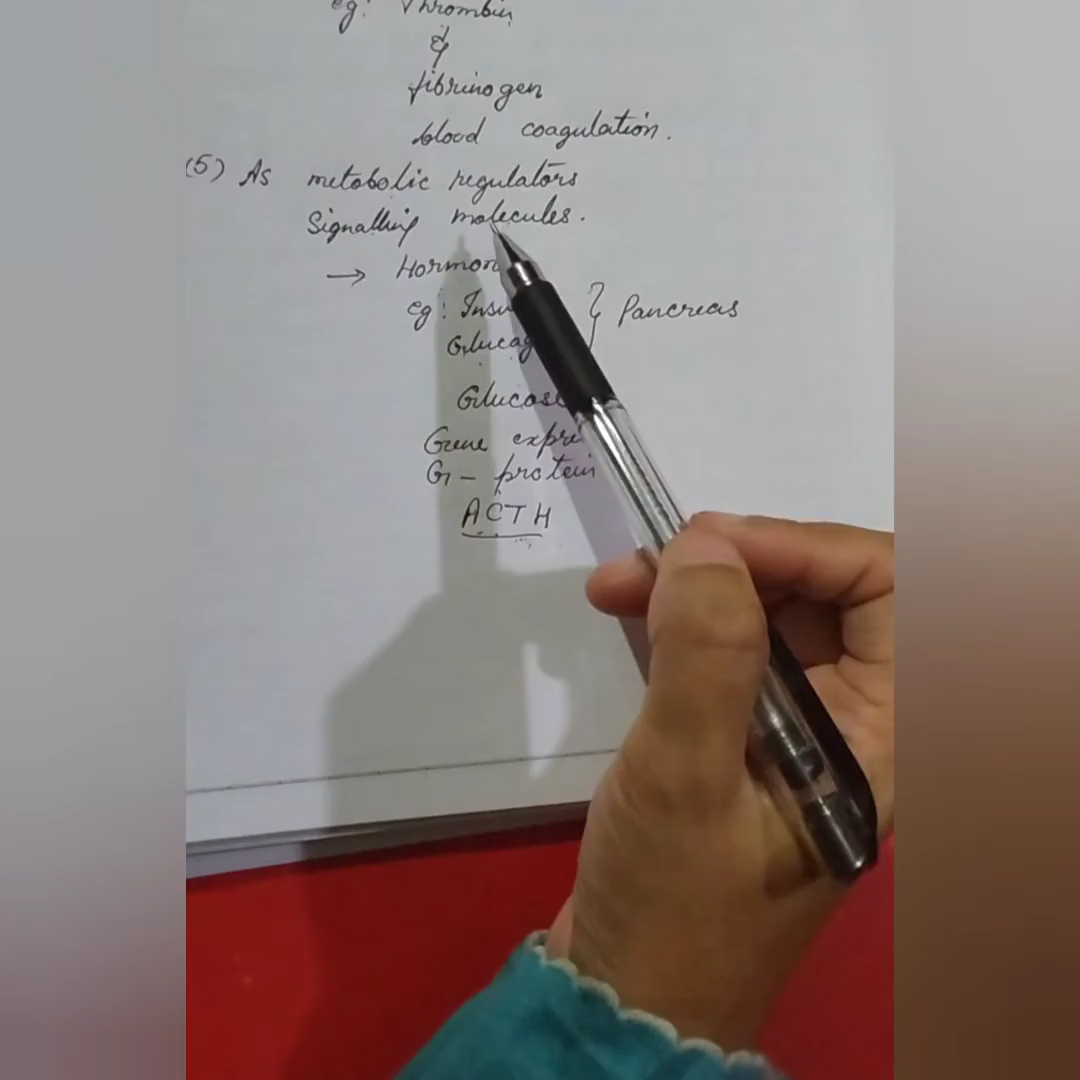 eg: Thrombin
&
fibrinogen
blood coagulation.
(5) As metabolic regulators
Signalling molecules.
→ Hormon
eg: Insu } Pancreas
Glucag
Glucose
Gene expre
G - protein
ACTH